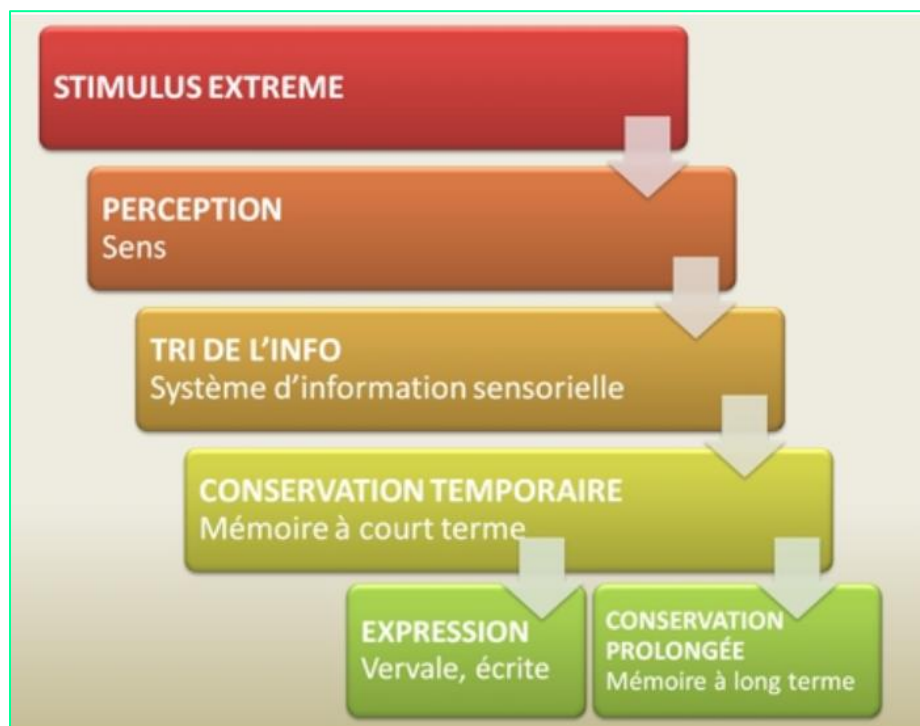 STIMULUS EXTREME
PERCEPTION
Sens
TRI DE L'INFO
Système d'information sensorielle
CONSERVATION TEMPORAIRE
Mémoire à court terme
EXPRESSION
Vervale, écrite
CONSERVATION
PROLONGÉE
Mémoire à long terme